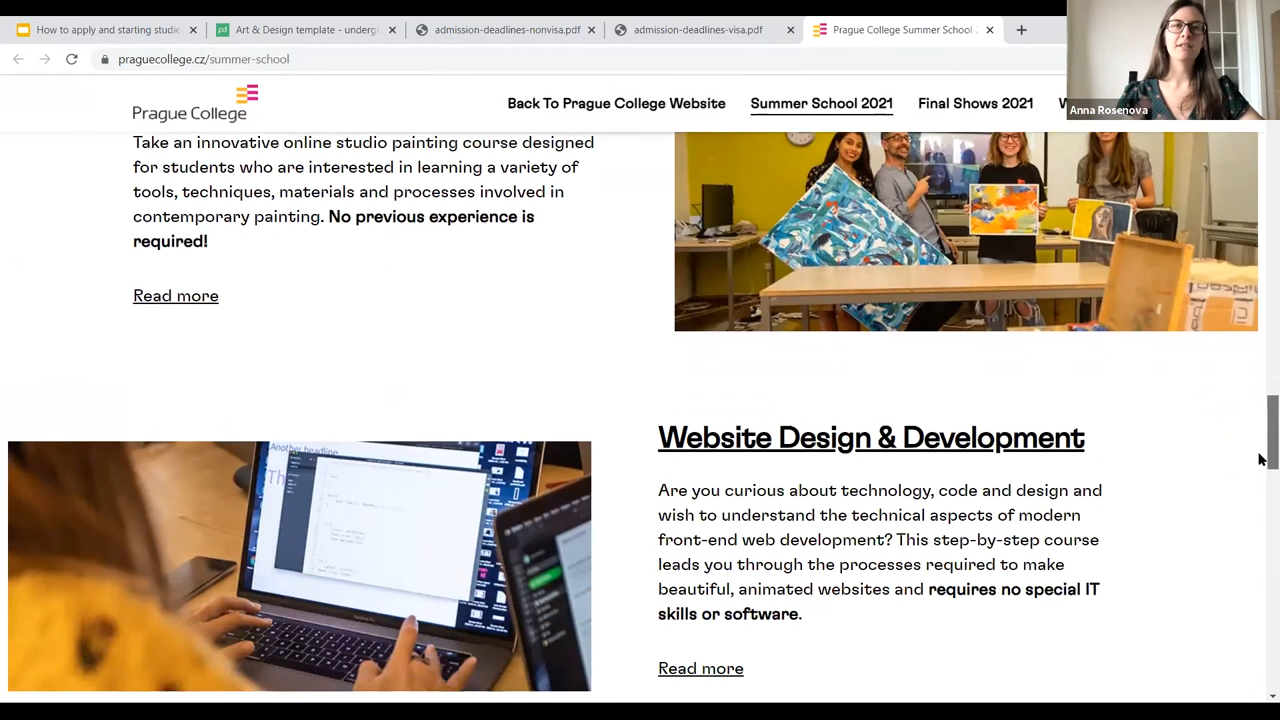 How to apply and starting studie
Art & Design template - underg
admission-deadlines-nonvisa.pdf
admission-deadlines-visa.pdf
Prague College Summer School
praguecollege.cz/summer-school
Prague College
Back To Prague College Website
Summer School 2021
Final Shows 2021
Anna Rosenova
Take an innovative online studio painting course designed
for students who are interested in learning a variety of
tools, techniques, materials and processes involved in
contemporary painting. No previous experience is
required!
Read more
Another headline
Website Design & Development
Are you curious about technology, code and design and
wish to understand the technical aspects of modern
front-end web development? This step-by-step course
leads you through the processes required to make
beautiful, animated websites and requires no special IT
skills or software.
Read more